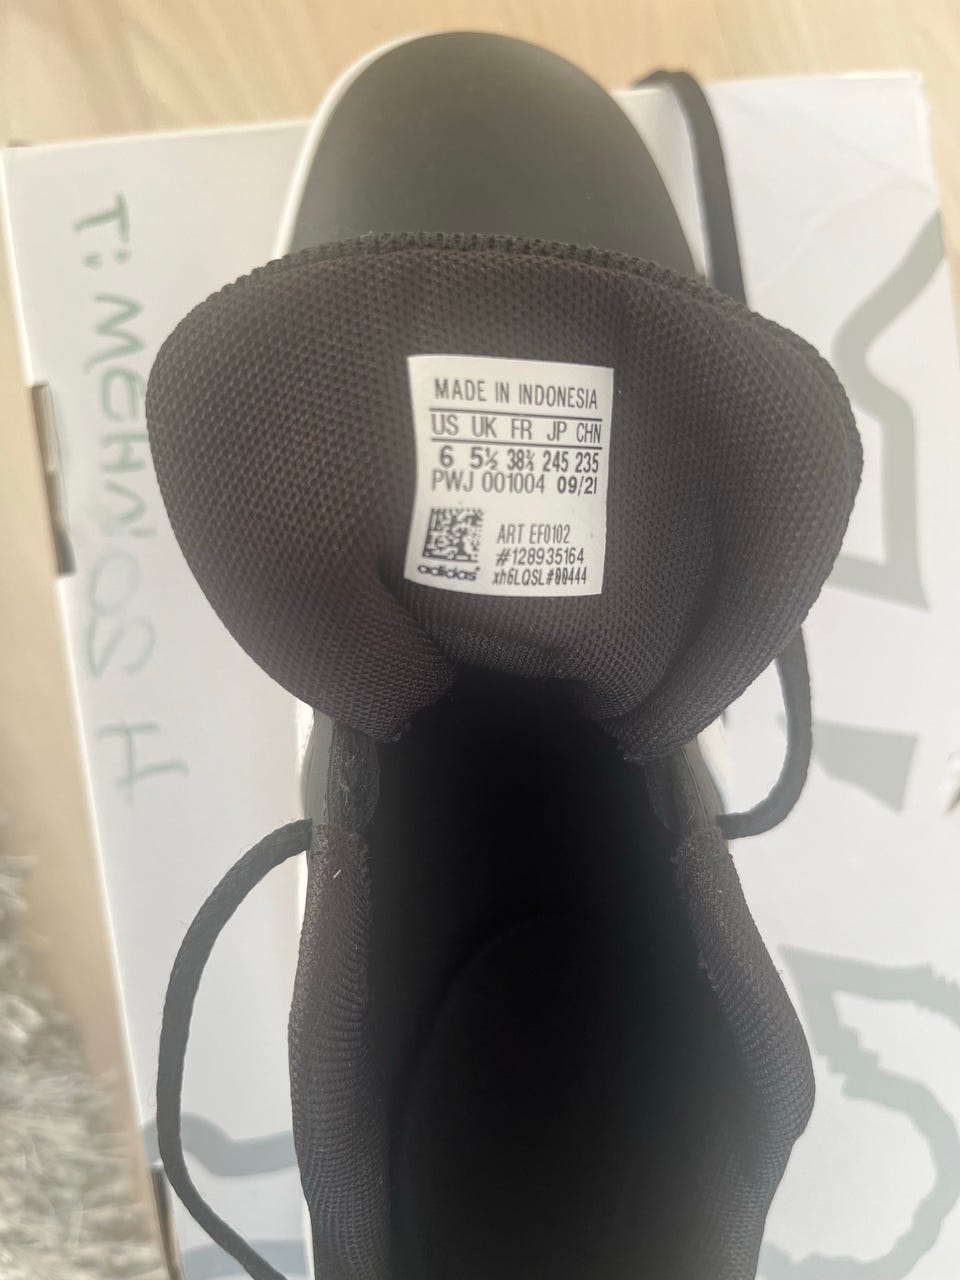 MADE IN INDONESIA
US UK FR JP CHN
6 5½ 38⅔ 245 235
PWJ 001004 09/21
ART EF0102
#128935164
adidas
xh6LQSL#00444